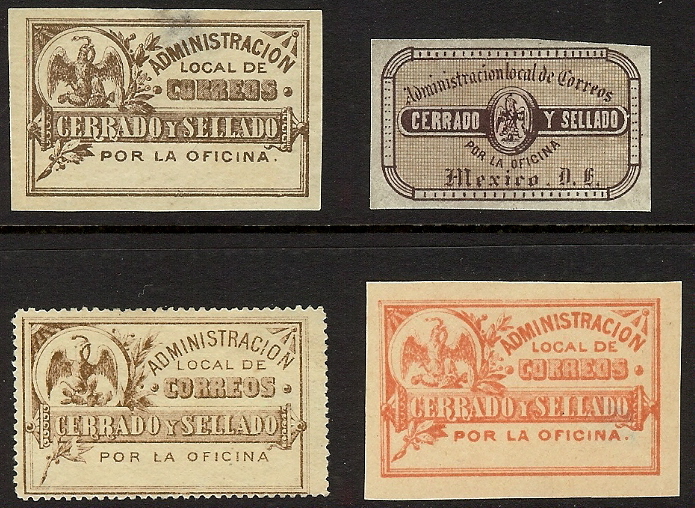 ADMINISTRACION
LOCAL DE
CORREOS
CERRADO Y SELLADO
POR LA OFICINA.
Administracion local de Correos
CERRADO Y SELLADO
POR LA OFICINA
Mexico. D. F.
ADMINISTRACION
LOCAL DE
CORREOS
CERRADO Y SELLADO
POR LA OFICINA
ADMINISTRACION
LOCAL DE
CORREOS
CERRADO Y SELLADO
POR LA OFICINA.